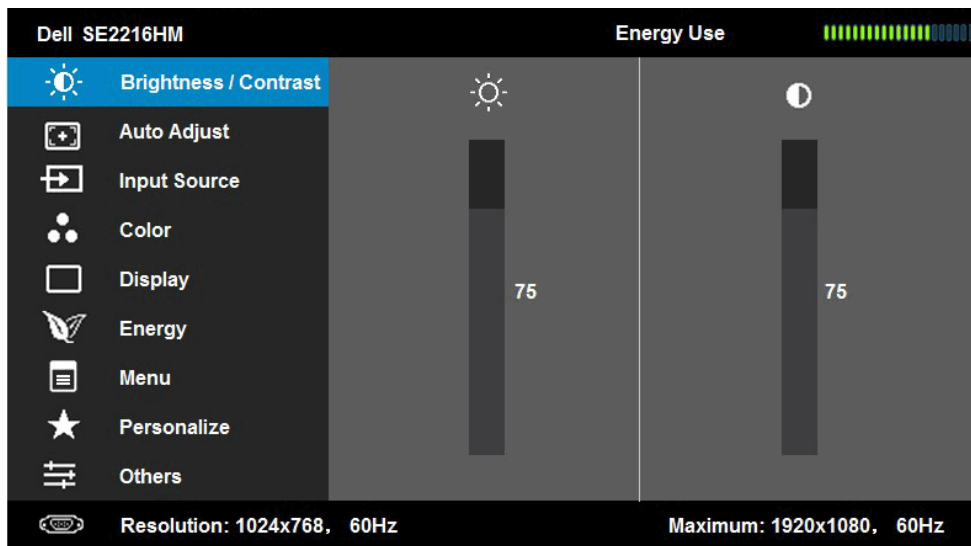 Dell SE2216HM
Energy Use
Brightness / Contrast
Auto Adjust
Input Source
Color
Display
Energy
Menu
Personalize
Others
75
75
Resolution: 1024x768, 60Hz
Maximum: 1920x1080, 60Hz